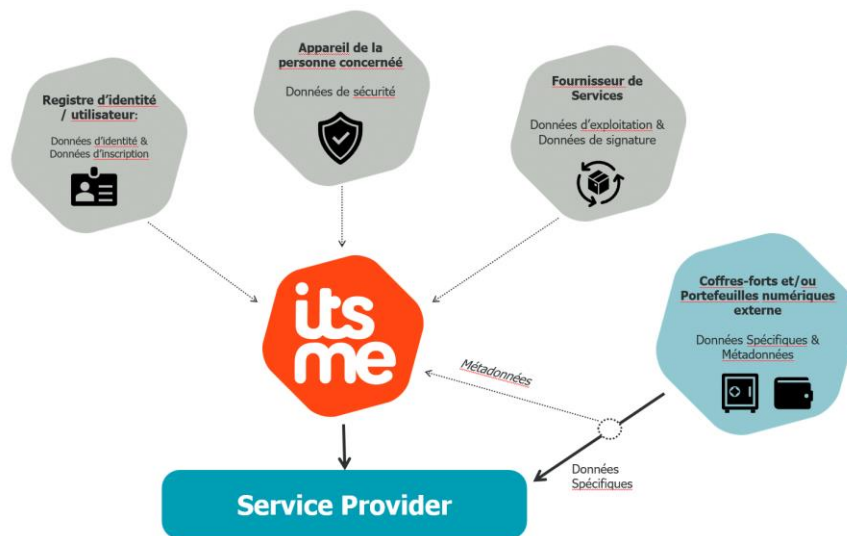 Appareil de la
personne concerneé
Données de sécurité
Registre d'identité
/ utilisateur:
Données d'identité &
Données d'inscription
Fournisseur de
Services
Données d'exploitation &
Données de signature
Coffres-forts et/ou
Portefeuilles numériques
externe
Données Spécifiques &
Métadonnées
its
me
Métadonnées
Données
Spécifiques
Service Provider